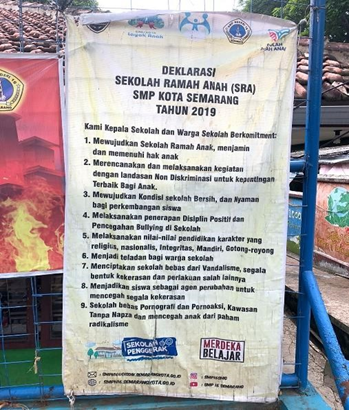 DEKLARASI
SEKOLAH RAMAH ANAH (SRA)
SMP KOTA SEMARANG
TAHUN 2019
Kami Kepala Sekolah dan Warga Sekolah Berkomitmen:
1. Mewujudkan Sekolah Ramah Anak, menjamin
dan memenuhi hak anak
2. Merencanakan dan melaksanakan kegiatan
dengan landasan Non Diskriminasi untuk kepentingan
Terbaik Bagi Anak.
3. Mewujudkan Kondisi sekolah Bersih, dan Nyaman
bagi perkembangan siswa
4. Melaksanakan penerapan Disiplin Positif dan
Pencegahan Bullying di Sekolah
5. Melaksanakan nilai-nilai pendidikan karakter yang
religius, nasionalis, Integritas, Mandiri, Gotong-royong
6. Menjadi teladan bagi warga sekolah
7. Menciptakan sekolah bebas dari Vandalisme, segala
bentuk kekerasan dan perlakuan salah lainnya
8. Menjadikan siswa sebagai agen perubahan untuk
mencegah segala kekerasan
9. Sekolah bebas Pornografi dan Pornoaksi, Kawasan
Tanpa Napza dan mencegah anak dari paham
radikalisme
SEKOLAH
PENGGERAK
MERDEKA
BELAJAR